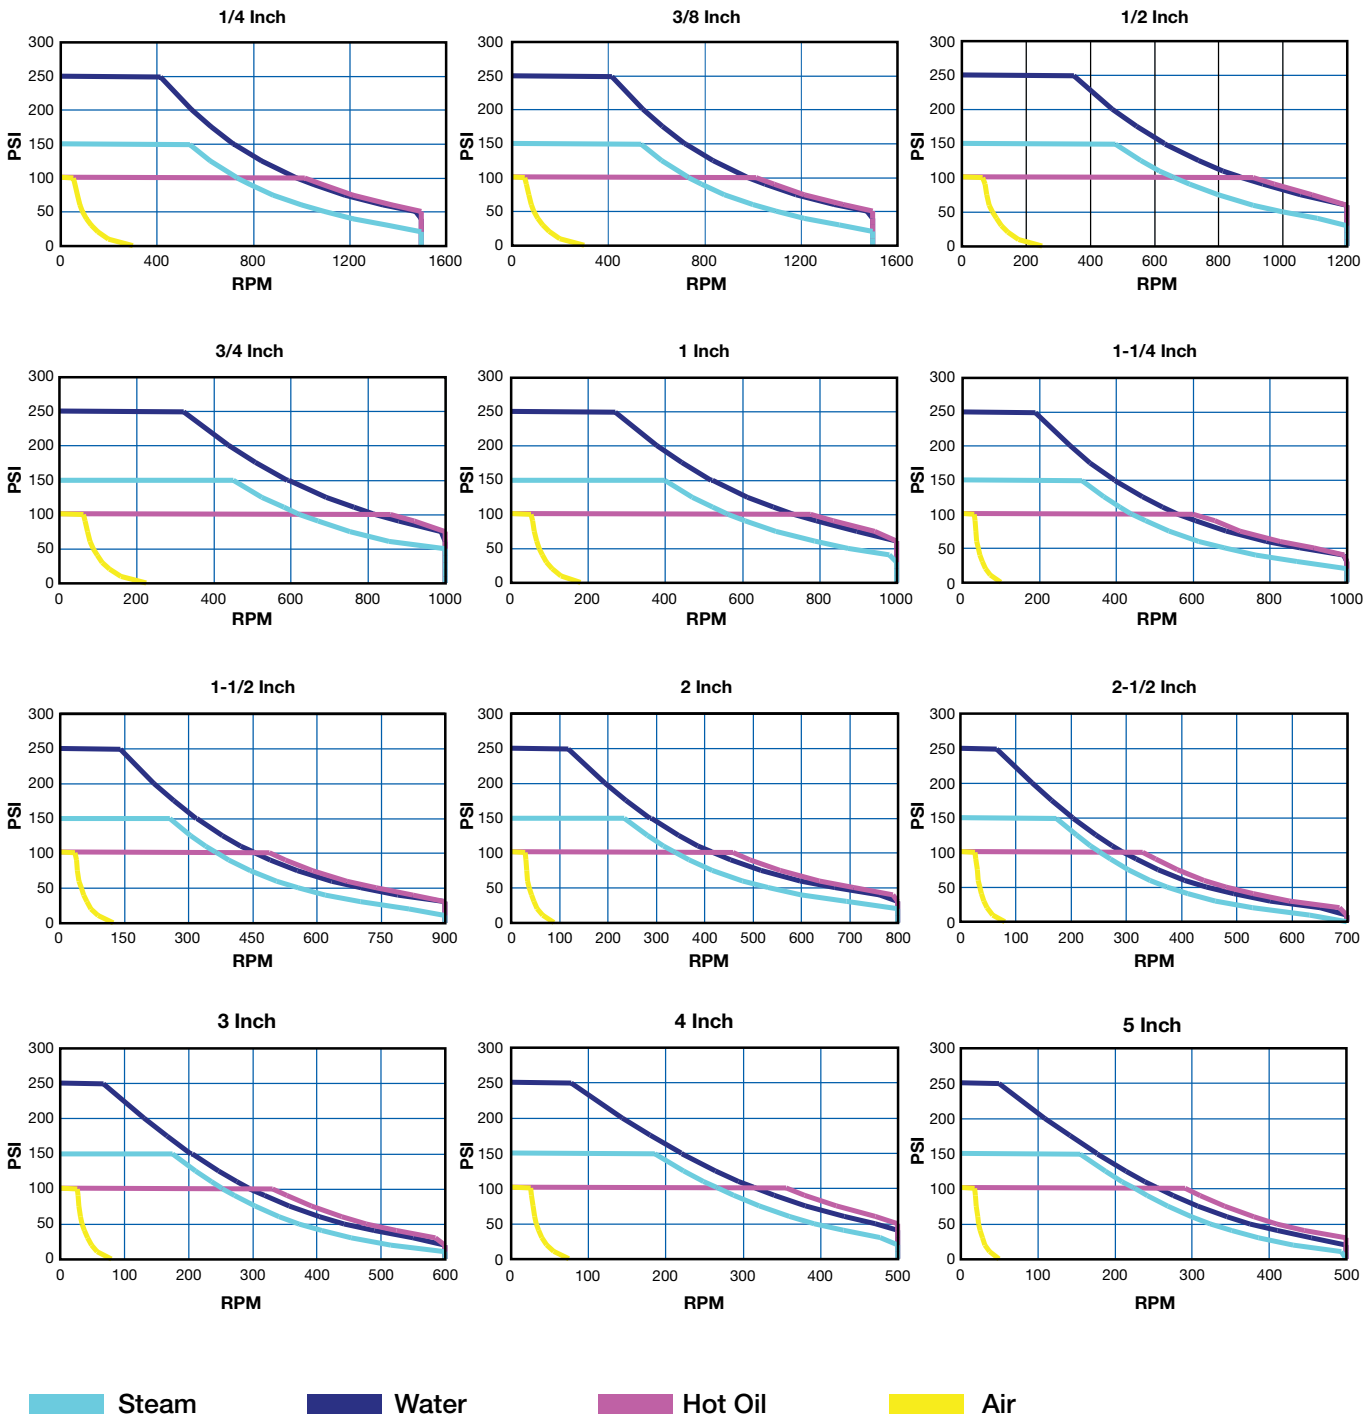 1/4 Inch
300
250
200
150
100
50
0
PSI
0 400 800 1200 1600
RPM
3/8 Inch
300
250
200
150
100
50
0
PSI
0 400 800 1200 1600
RPM
1/2 Inch
300
250
200
150
100
50
0
PSI
0 200 400 600 800 1000 1200
RPM
3/4 Inch
300
250
200
150
100
50
0
PSI
0 200 400 600 800 1000
RPM
1 Inch
300
250
200
150
100
50
0
PSI
0 200 400 600 800 1000
RPM
1-1/4 Inch
300
250
200
150
100
50
0
PSI
0 200 400 600 800 1000
RPM
1-1/2 Inch
300
250
200
150
100
50
0
PSI
0 150 300 450 600 750 900
RPM
2 Inch
300
250
200
150
100
50
0
PSI
0 100 200 300 400 500 600 700 800
RPM
2-1/2 Inch
300
250
200
150
100
50
0
PSI
0 100 200 300 400 500 600 700
RPM
3 Inch
300
250
200
150
100
50
0
PSI
0 100 200 300 400 500 600
RPM
4 Inch
300
250
200
150
100
50
0
PSI
0 100 200 300 400 500
RPM
5 Inch
300
250
200
150
100
50
0
PSI
0 100 200 300 400 500
RPM
Steam Water Hot Oil Air